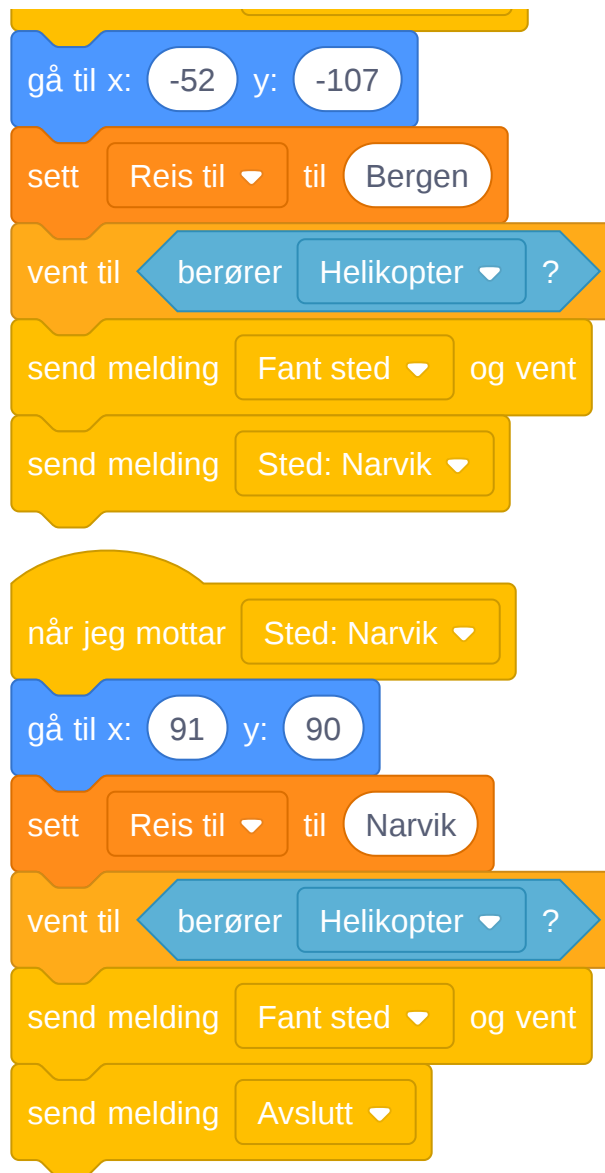 gå til x: -52 y: -107
sett Reis til til Bergen
vent til berører Helikopter ?
send melding Fant sted og vent
send melding Sted: Narvik
når jeg mottar Sted: Narvik
gå til x: 91 y: 90
sett Reis til til Narvik
vent til berører Helikopter ?
send melding Fant sted og vent
send melding Avslutt